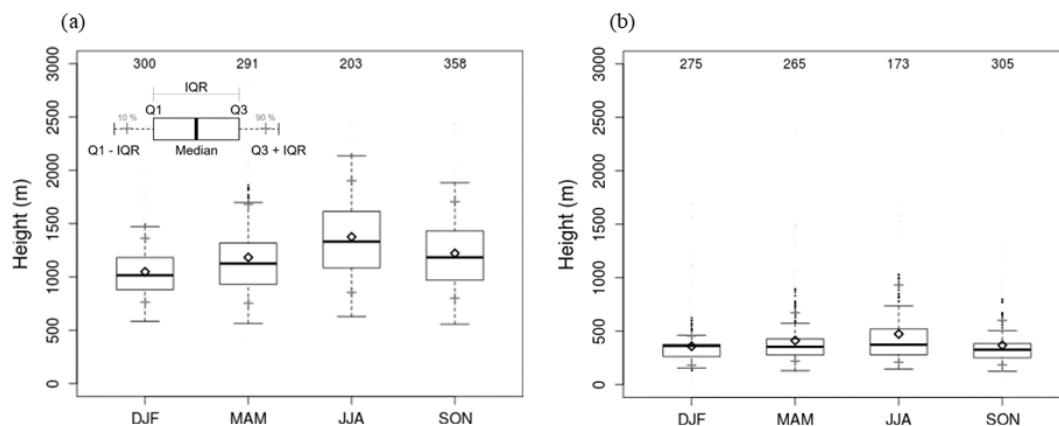 (a)
(b)
300 291 203 358
IQR
Q1 Q3
10 % 90 %
Q1 - IQR Median Q3 + IQR
Height (m)
3000
2500
2000
1500
1000
500
0
DJF MAM JJA SON
275 265 173 305
Height (m)
3000
2500
2000
1500
1000
500
0
DJF MAM JJA SON